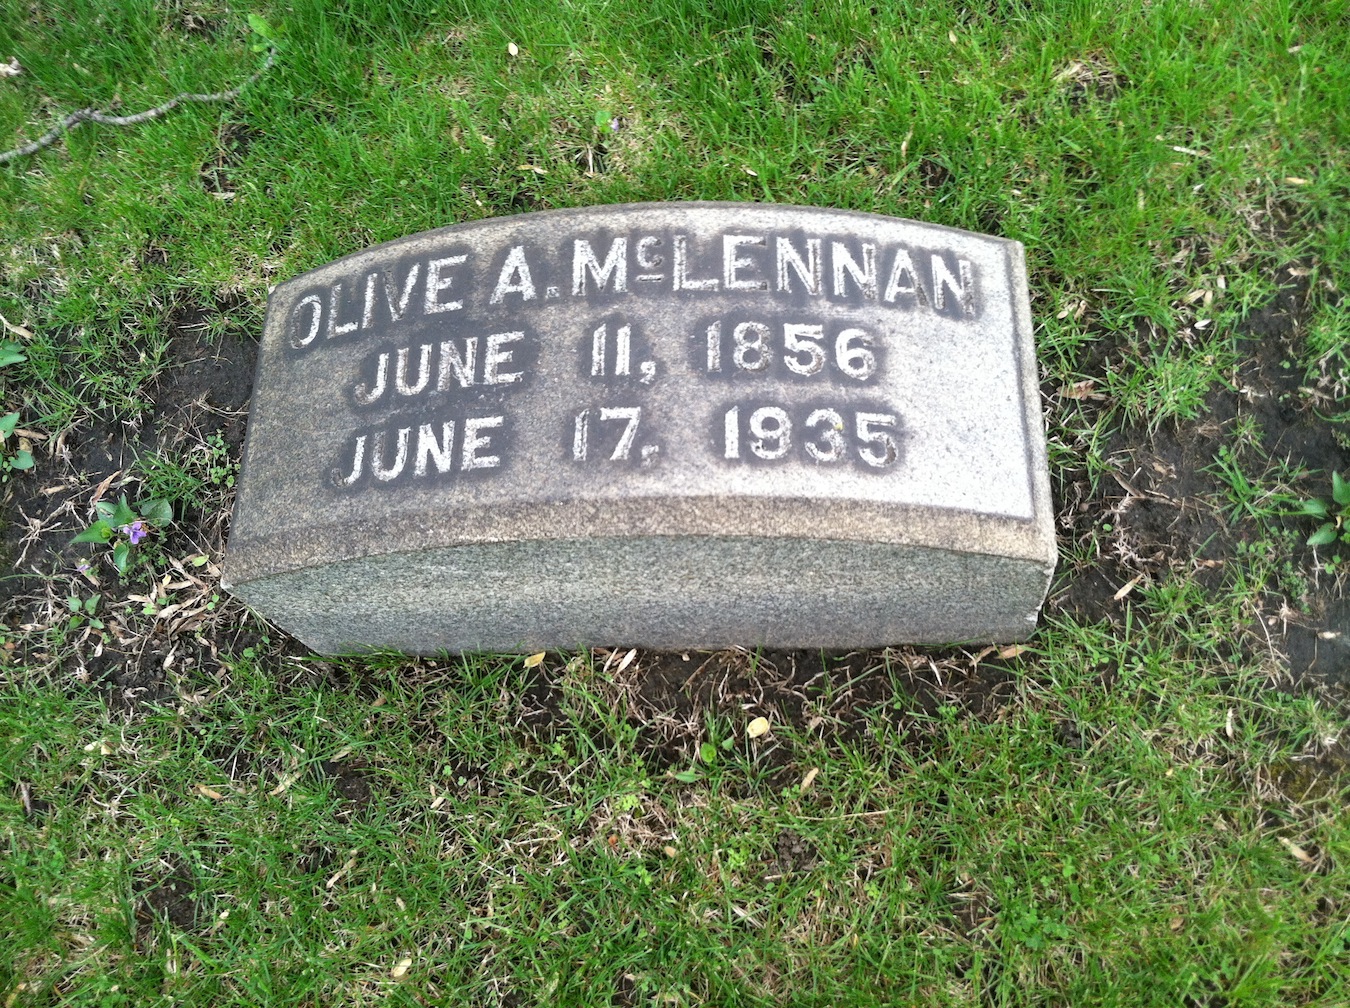 OLIVE A. McLENNAN
JUNE 11, 1856
JUNE 17, 1935